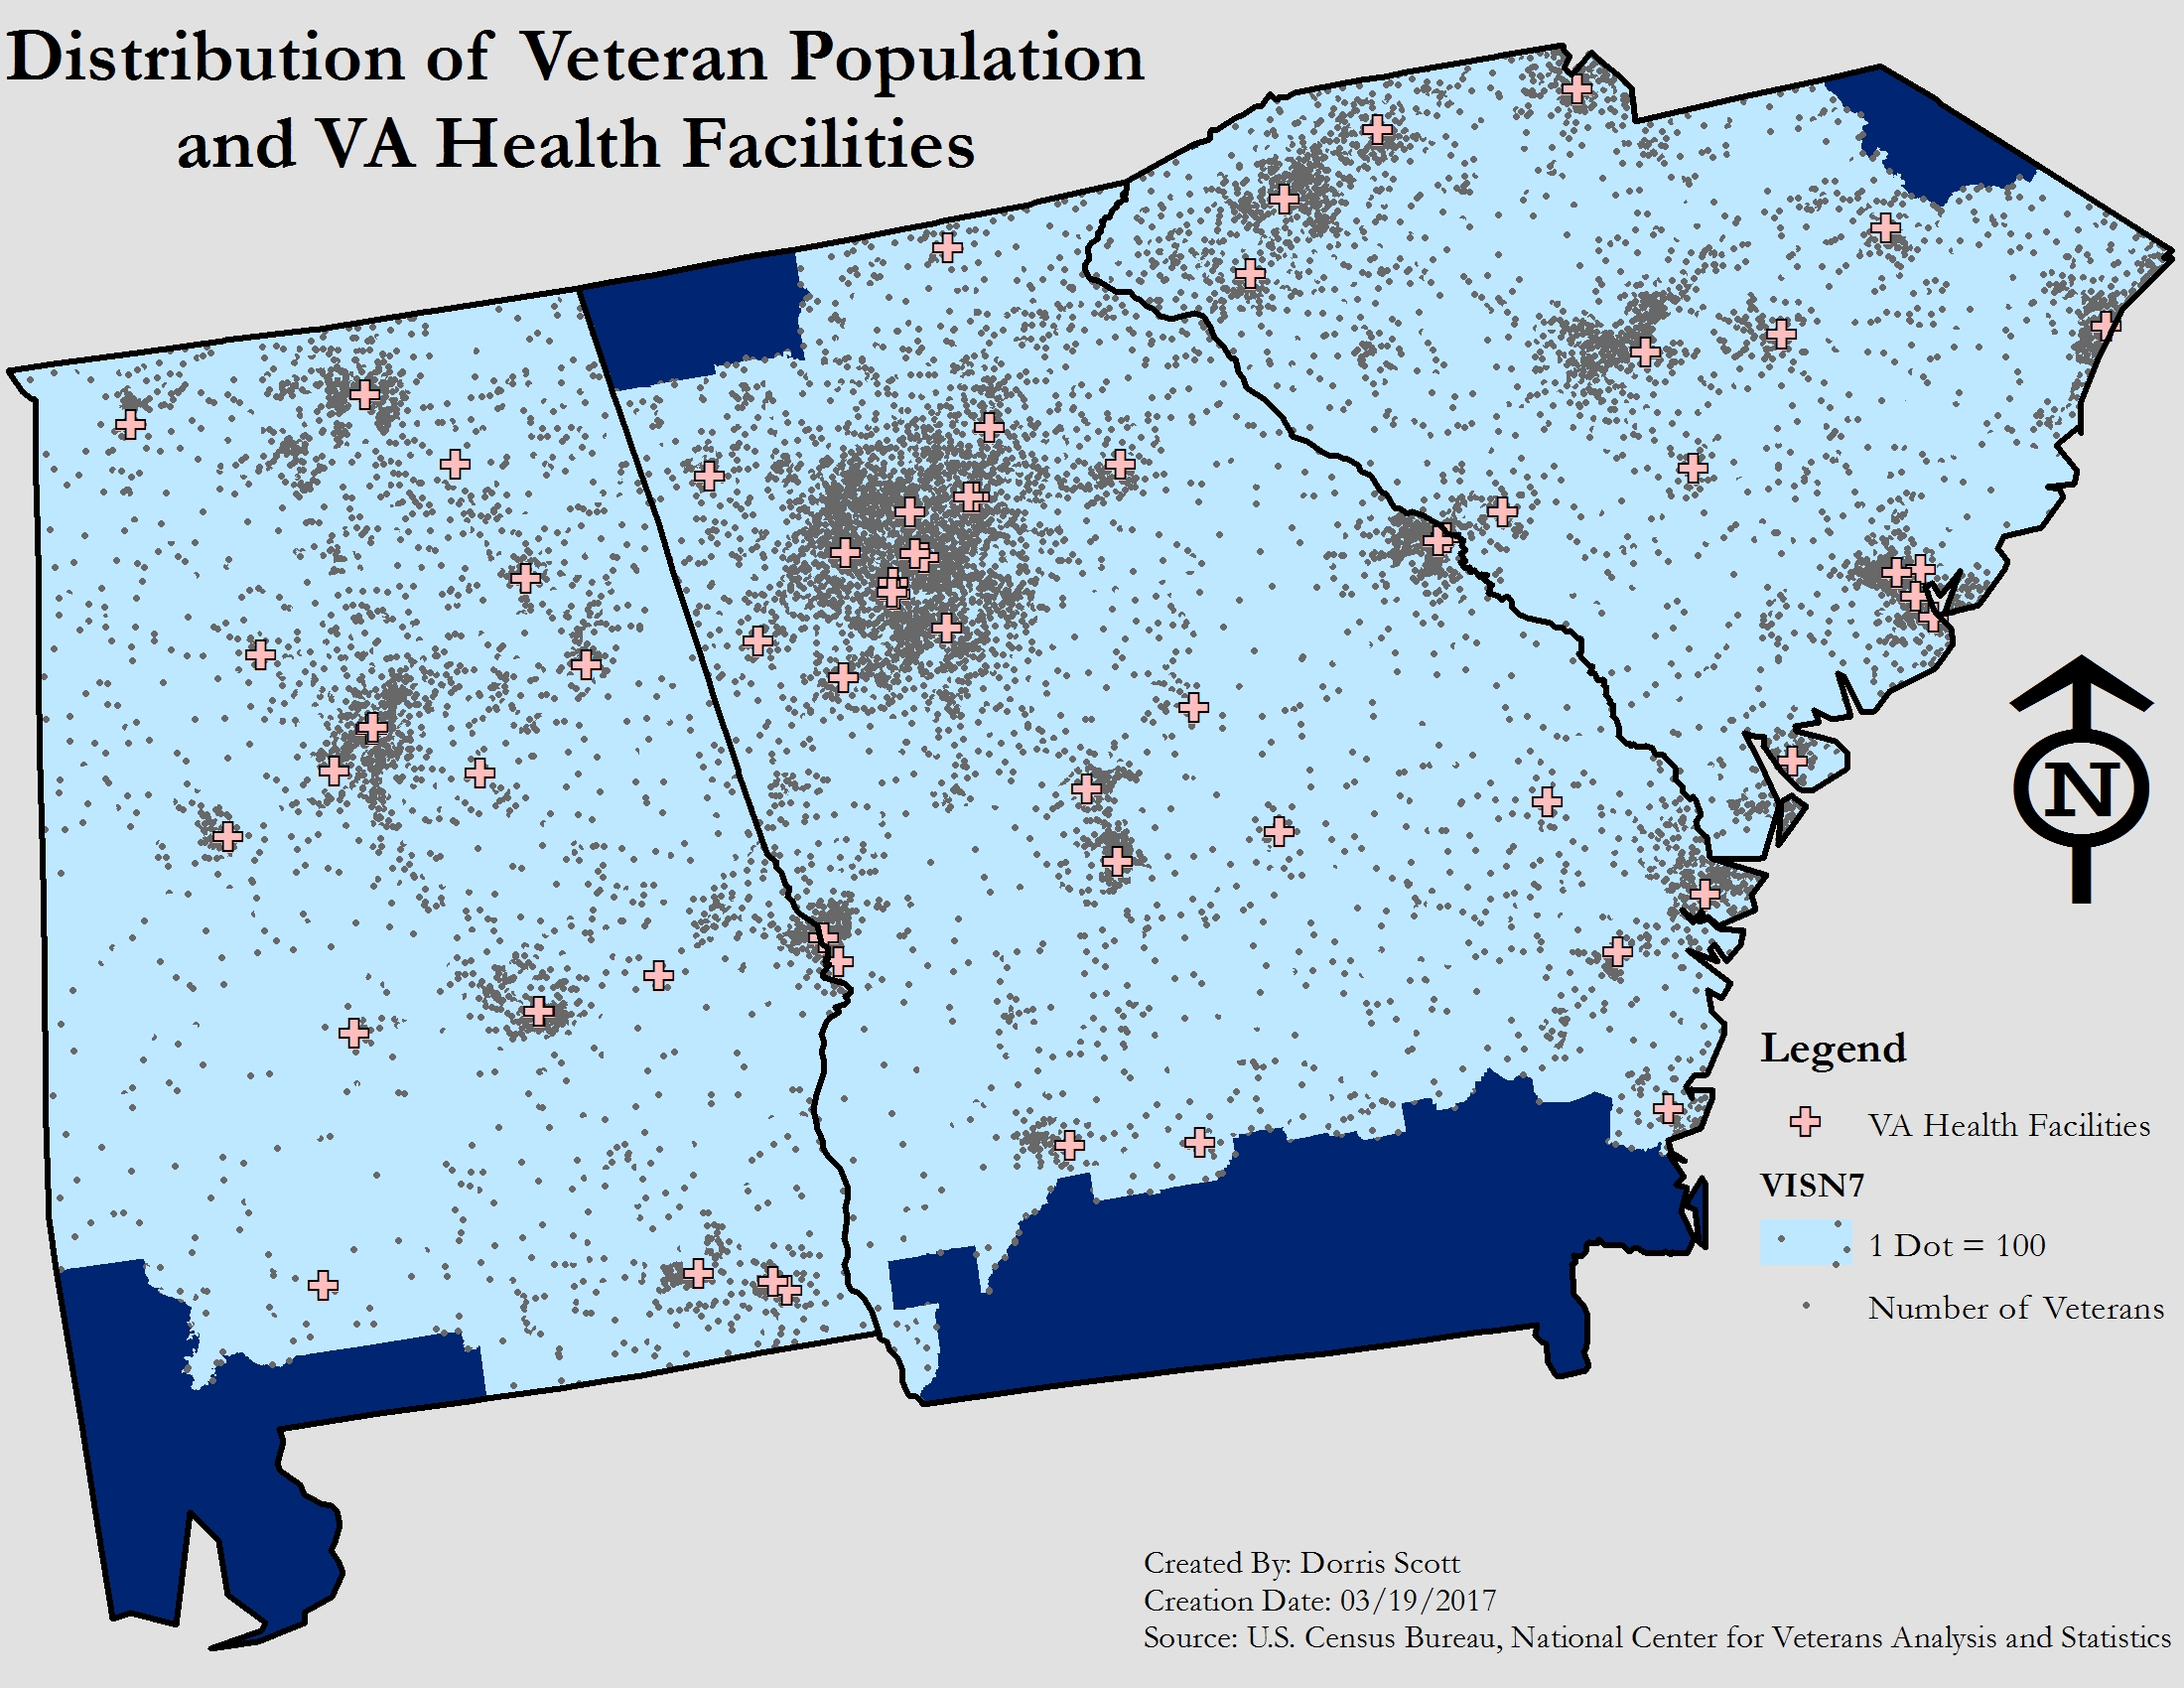 Distribution of Veteran Population
and VA Health Facilities
N
Legend
VA Health Facilities
VISN7
1 Dot = 100
Number of Veterans
Created By: Dorris Scott
Creation Date: 03/19/2017
Source: U.S. Census Bureau, National Center for Veterans Analysis and Statistics